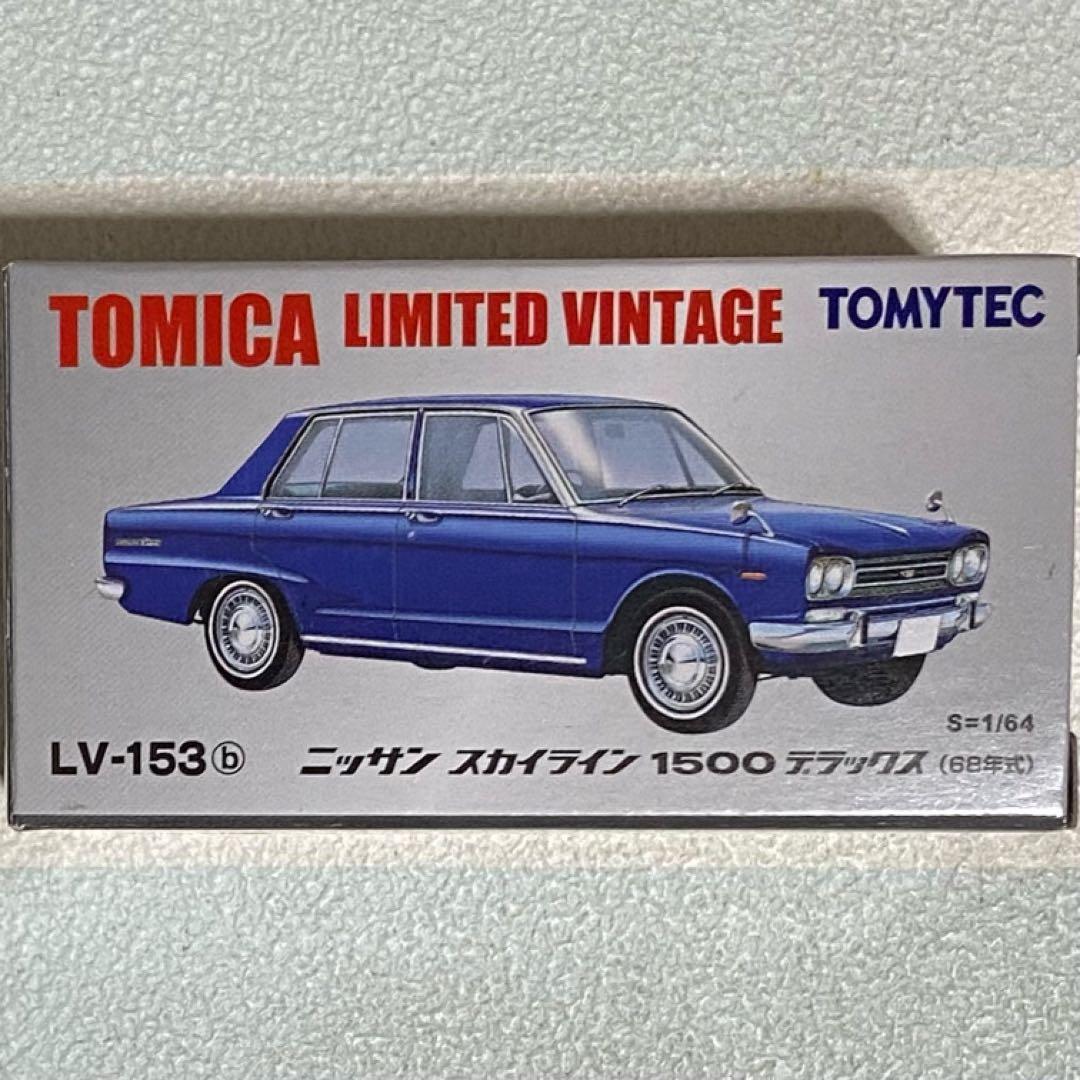 TOMICA LIMITED VINTAGE TOMYTEC
S=1/64
LV-153ⓑ ニッサン スカイライン 1500 デラックス (68年式)